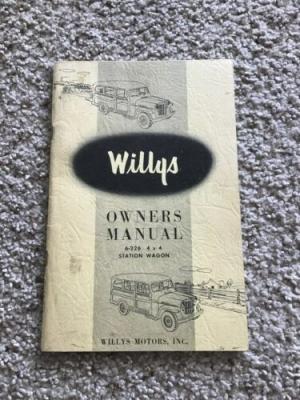 Willys
OWNERS
MANUAL
6-226 4 x 4
STATION WAGON
WILLYS MOTORS, INC.